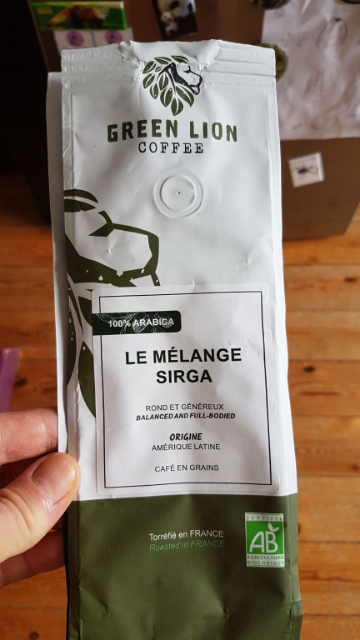 GREEN LION
COFFEE
100% ARABICA
LE MÉLANGE
SIRGA
ROND ET GÉNÉREUX
BALANCED AND FULL-BODIED
ORIGINE
AMÉRIQUE LATINE
CAFÉ EN GRAINS
Torréfié en FRANCE
Roasted in FRANCE
CERTIFIÉ
AB
AGRICULTURE
BIOLOGIQUE